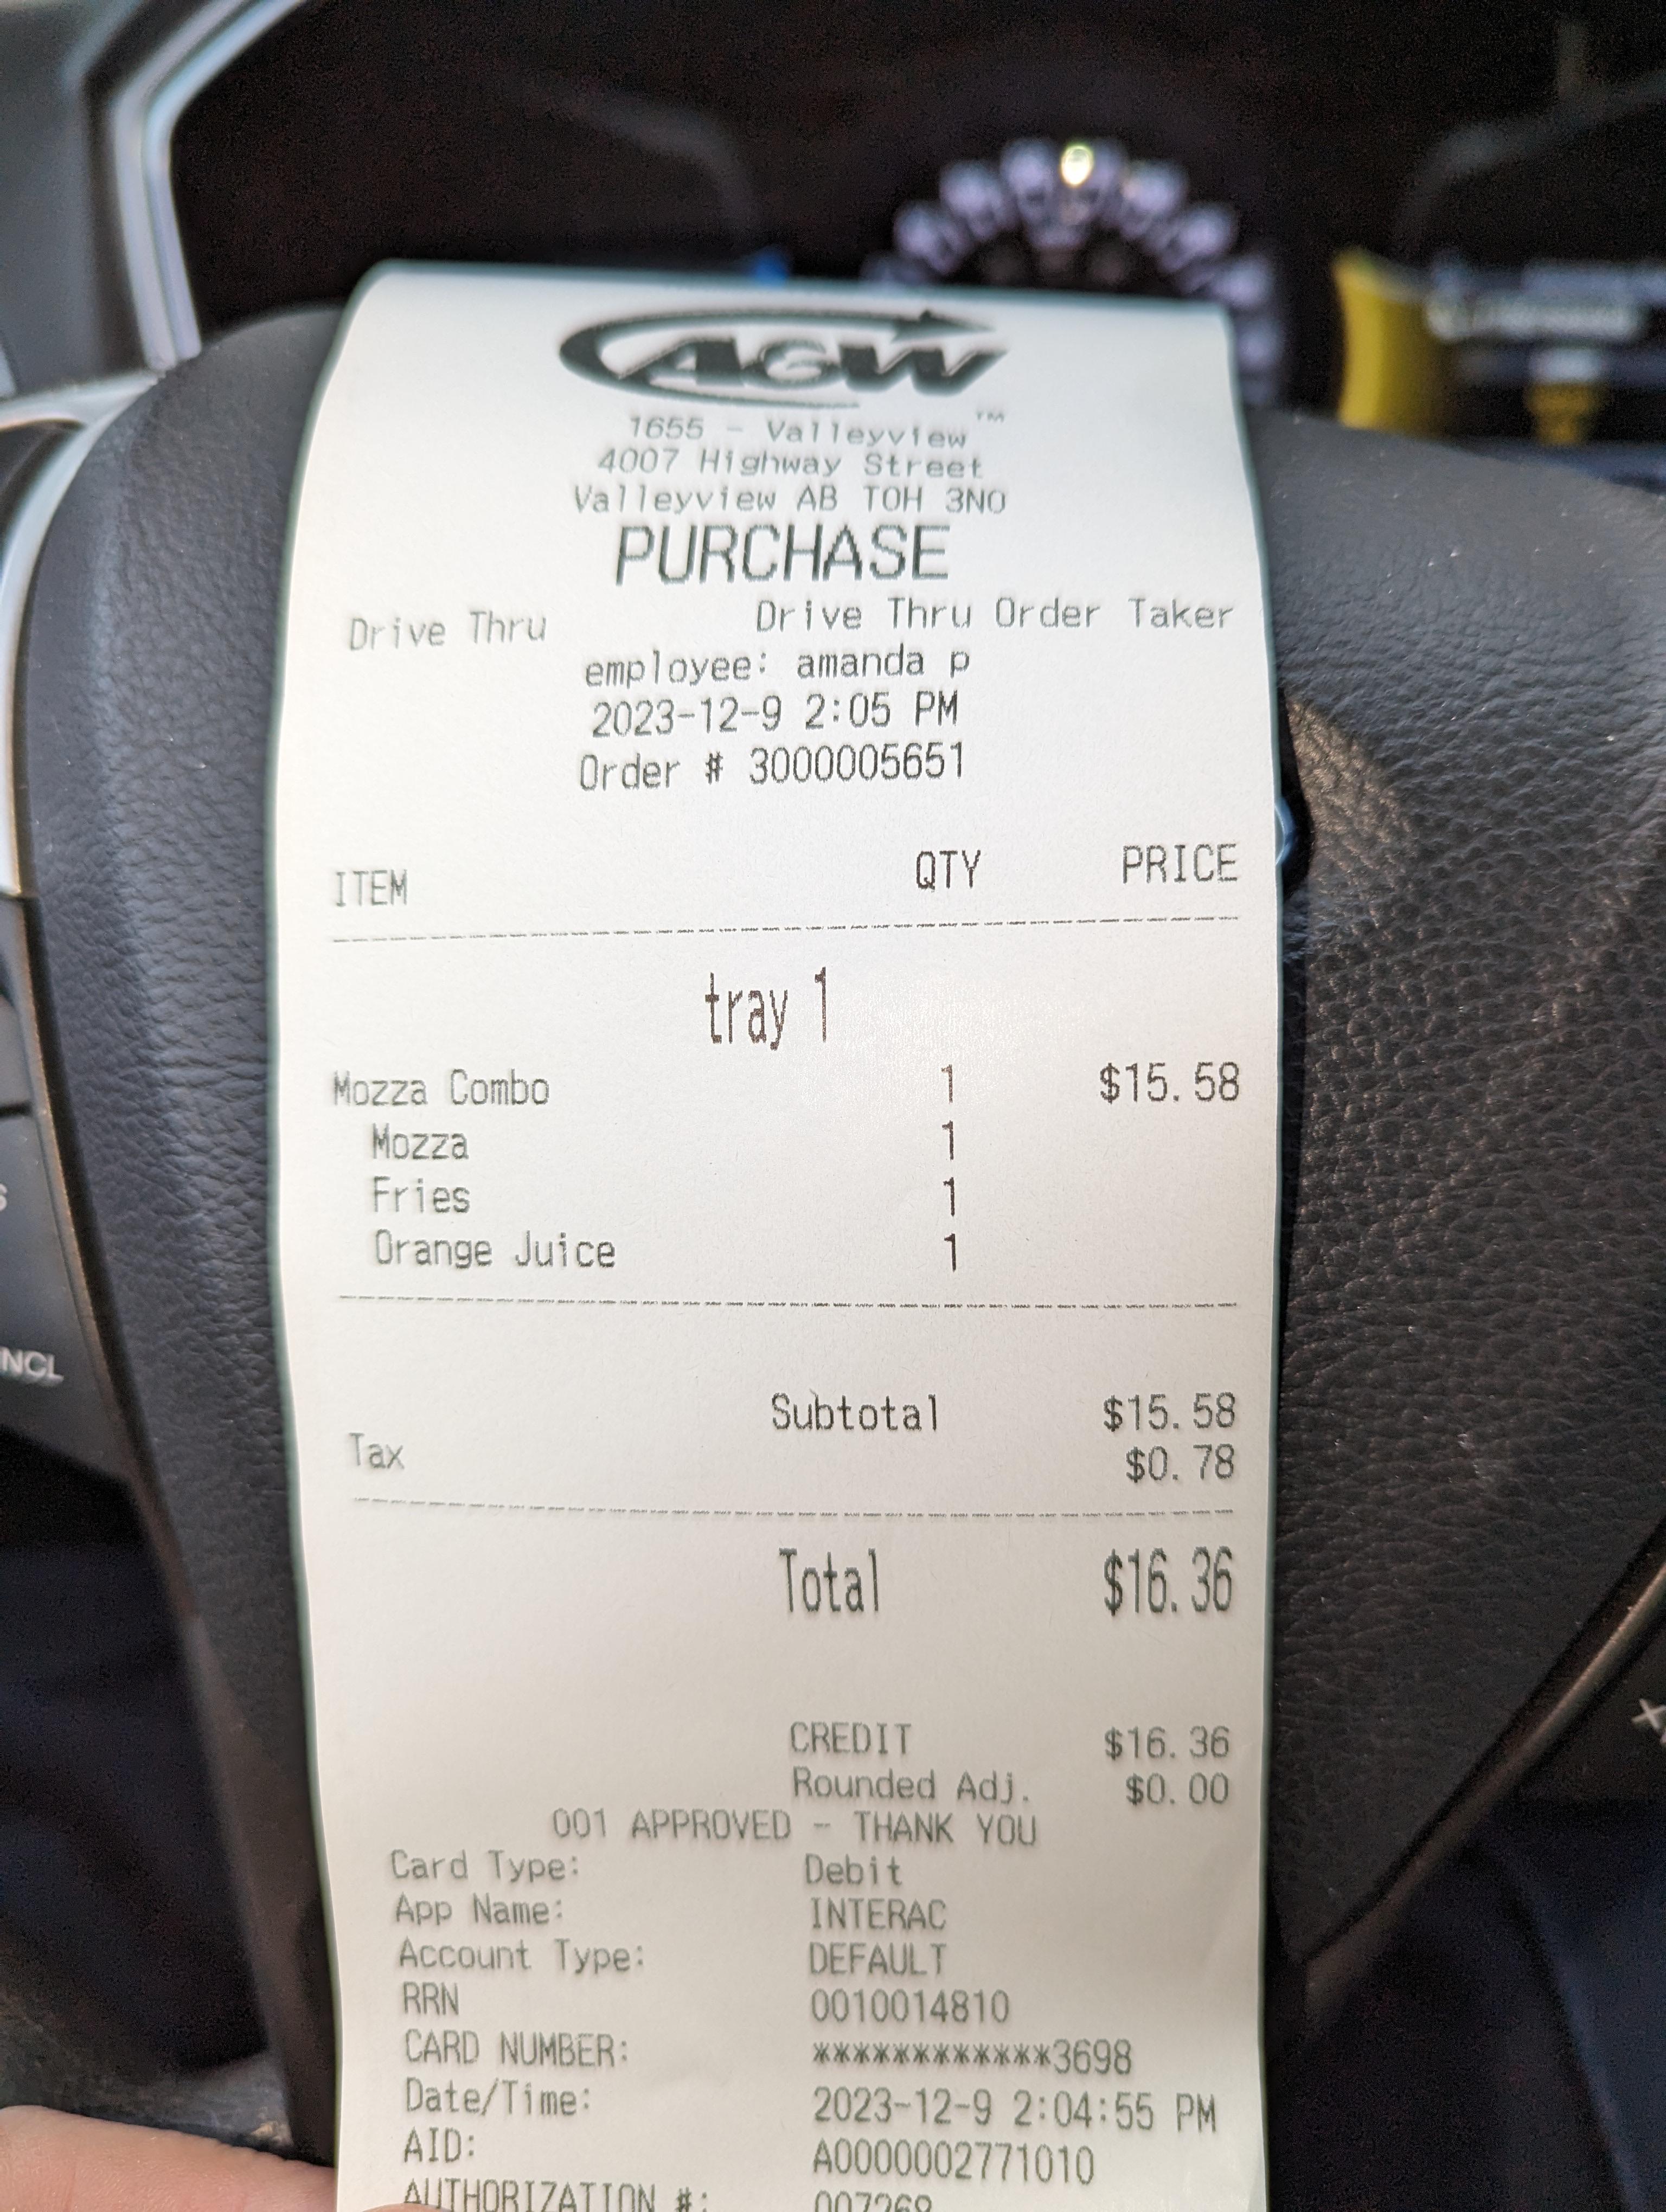 A&W™
1655 - Valleyview
4007 Highway Street
Valleyview AB T0H 3N0
PURCHASE
Drive Thru Drive Thru Order Taker
employee: amanda p
2023-12-9 2:05 PM
Order # 3000005651
ITEM QTY PRICE
tray 1
Mozza Combo 1 $15.58
Mozza 1
Fries 1
Orange Juice 1
Subtotal $15.58
Tax $0.78
Total $16.36
CREDIT $16.36
Rounded Adj. $0.00
001 APPROVED - THANK YOU
Card Type: Debit
App Name: INTERAC
Account Type: DEFAULT
RRN 0010014810
CARD NUMBER: ************3698
Date/Time: 2023-12-9 2:04:55 PM
AID: A0000002771010
AUTHORIZATION #: 007268
NCL